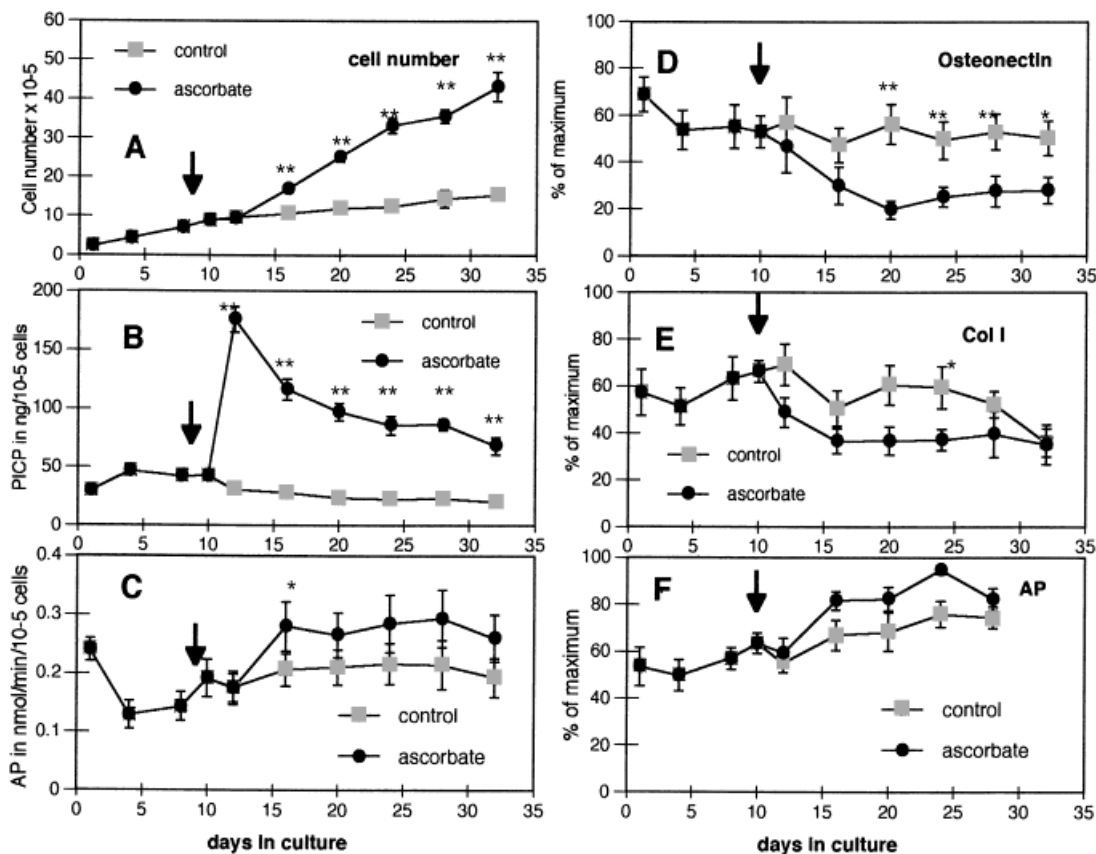 A
cell number
control
ascorbate
Cell number x 10-5
60
50
40
30
20
10
0
** ** ** ** **
0 5 10 15 20 25 30 35
B
control
ascorbate
PICP in ng/10-5 cells
200
150
100
50
0
** ** ** ** ** **
0 5 10 15 20 25 30 35
C
control
ascorbate
AP in nmol/min/10-5 cells
0.4
0.3
0.2
0.1
0
*
0 5 10 15 20 25 30 35
days in culture
D
Osteonectin
% of maximum
100
80
60
40
20
0
** ** ** *
0 5 10 15 20 25 30 35
E
Col I
control
ascorbate
% of maximum
100
80
60
40
20
0
*
0 5 10 15 20 25 30 35
F
AP
control
ascorbate
% of maximum
100
80
60
40
20
0
0 5 10 15 20 25 30 35
days in culture